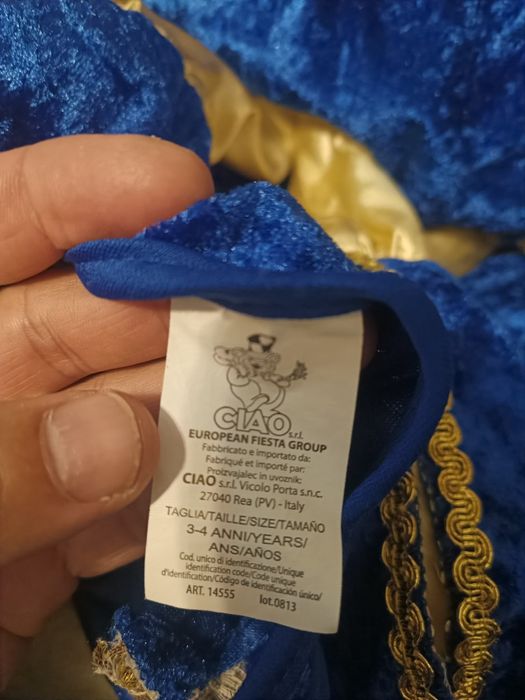 CIAO s.r.l.
EUROPEAN FIESTA GROUP
Fabbricato e importato da:
Fabriqué et importé par:
Proizvajalec in uvoznik:
CIAO s.r.l. Vicolo Porta s.n.c.
27040 Rea (PV) - Italy
TAGLIA/TAILLE/SIZE/TAMAÑO
3-4 ANNI/YEARS/
ANS/AÑOS
Cod. unico di identificazione/Unique
identification code/Code unique
d'identification/Código de identificación único/
ART. 14555 lot.0813